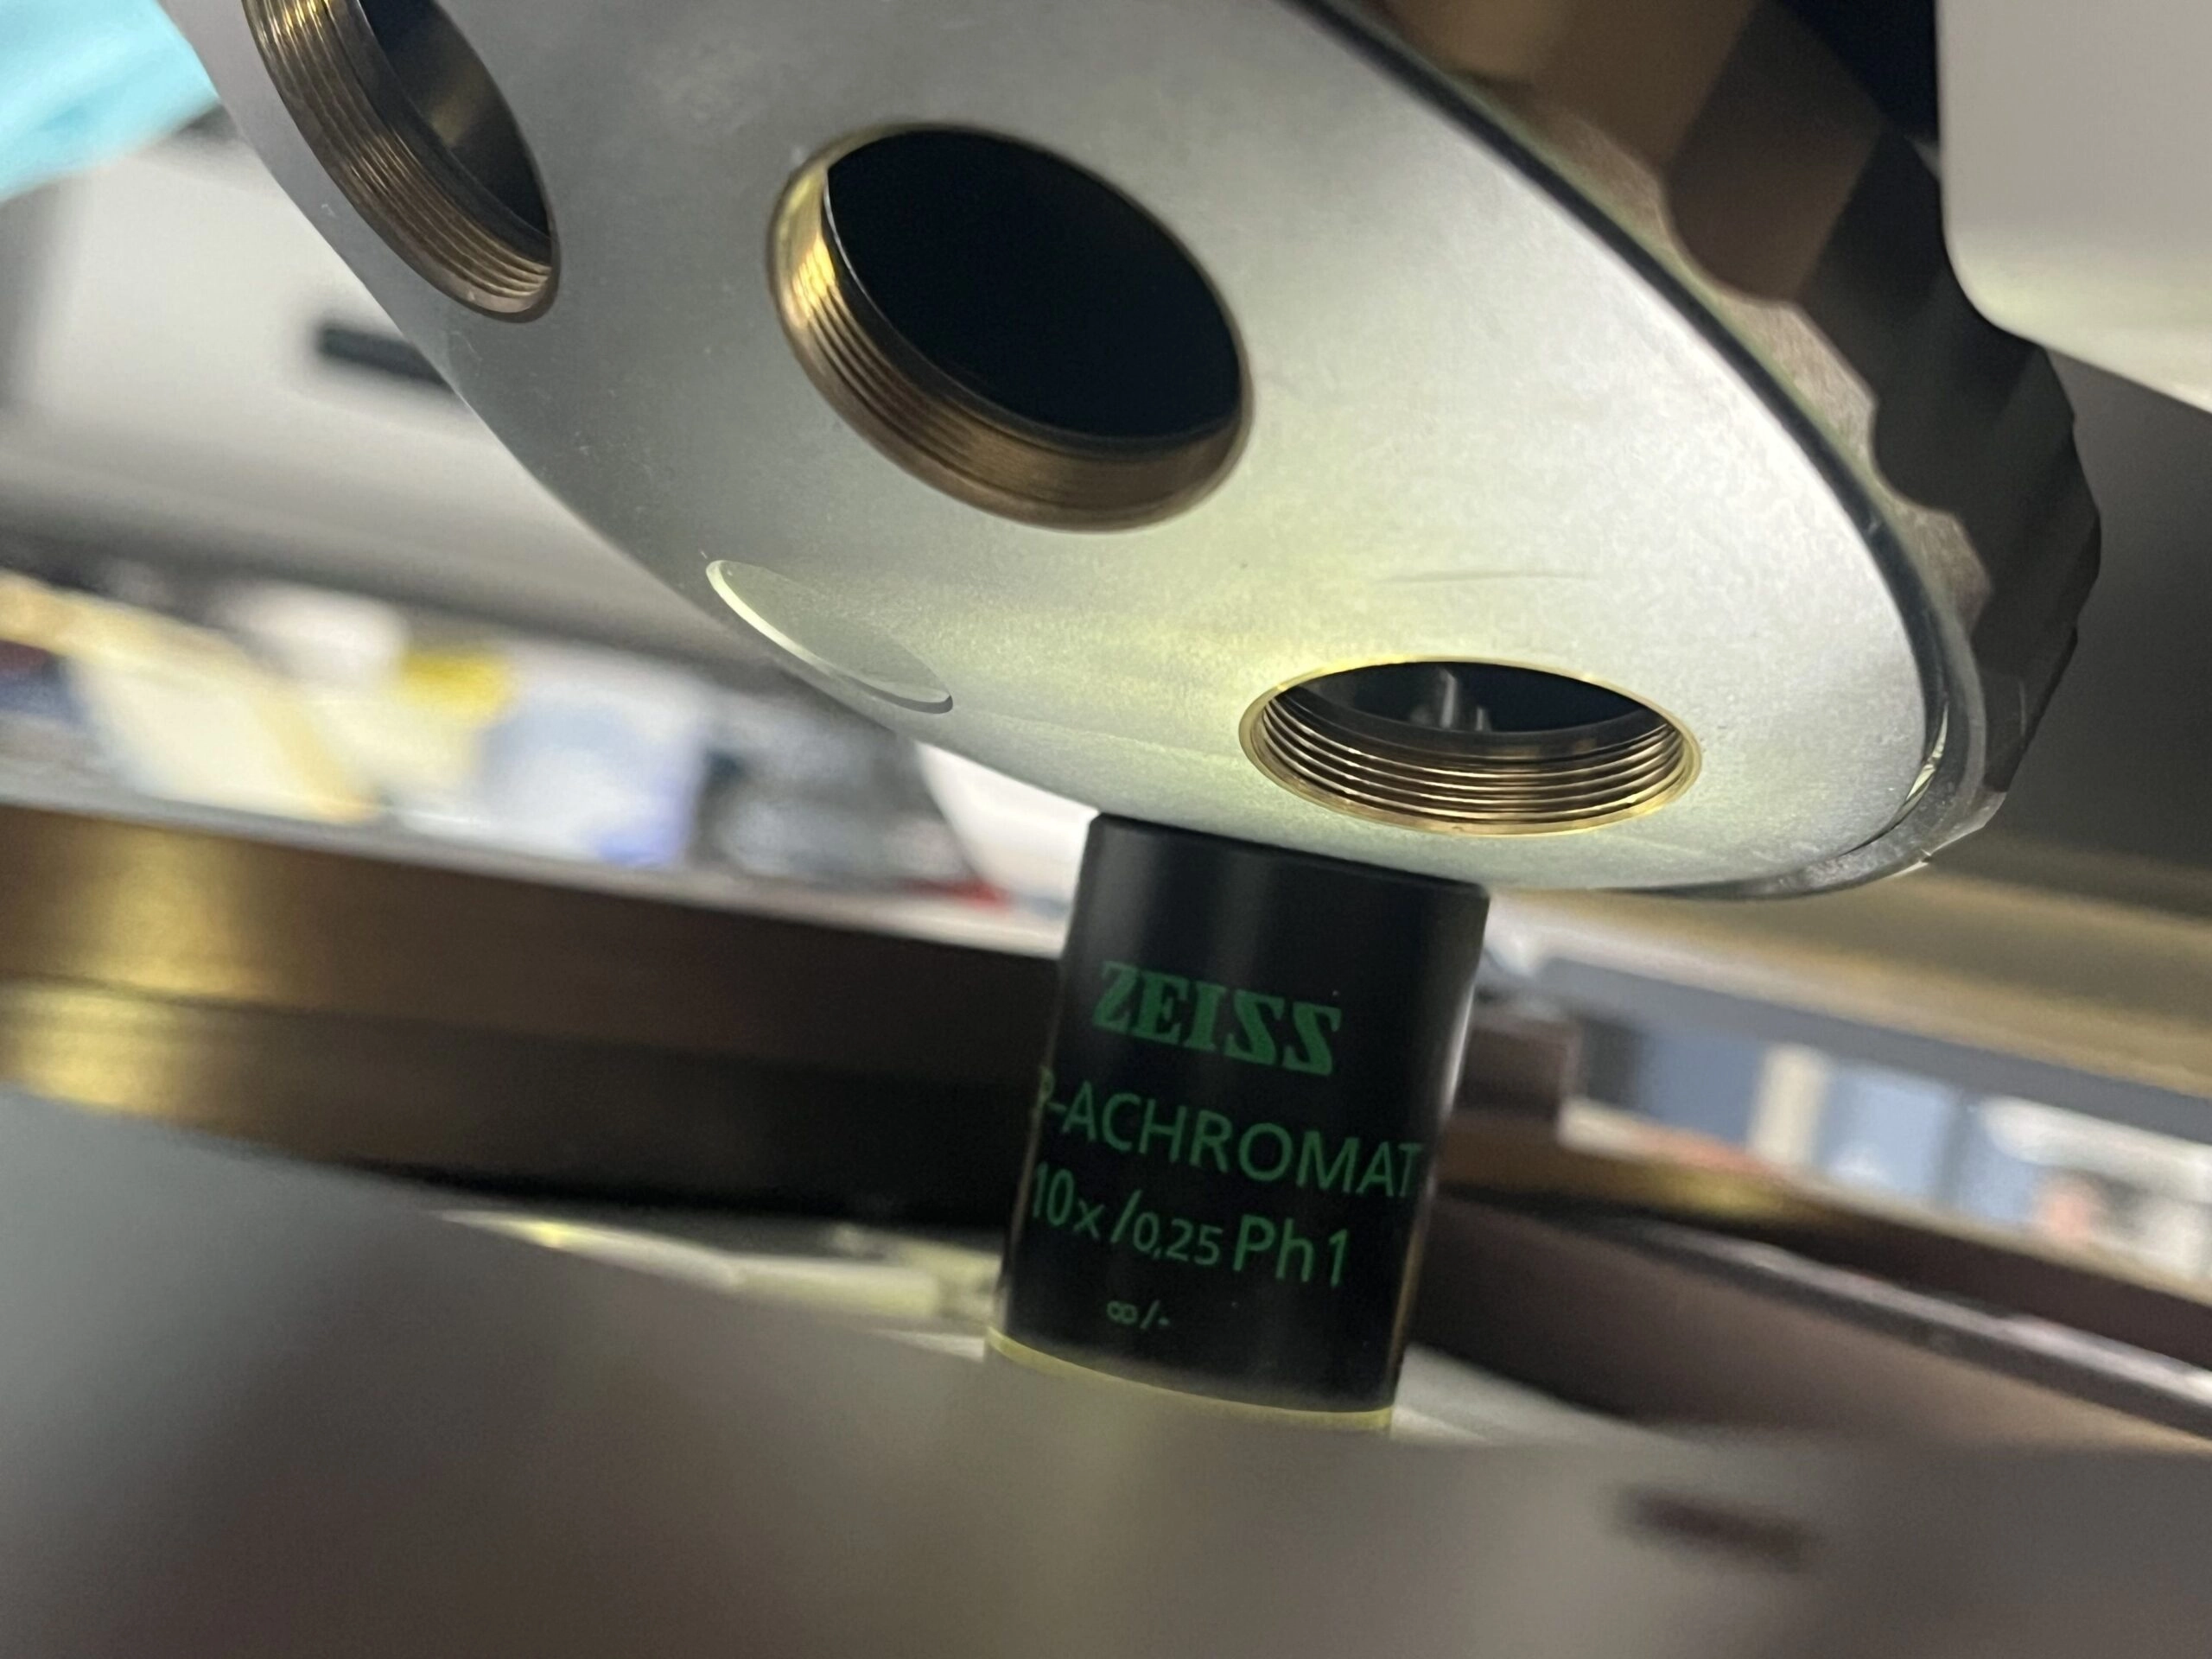 ZEISS
-ACHROMAT
10x/0,25 Ph1
∞/-